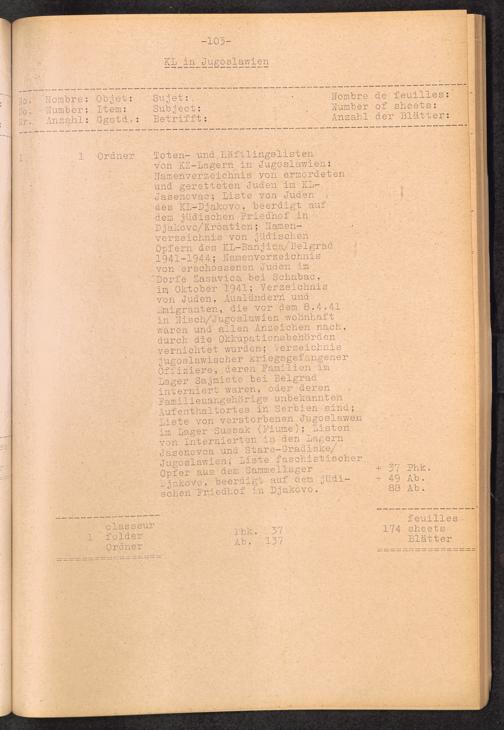 -103-
KL in Jugoslawien
No. Nombre: Objet: Sujet: Nombre de feuilles:
No. Number: Item: Subject: Number of sheets:
Nr. Anzahl: Ggstd.: Betrifft: Anzahl der Blätter:
1 1 Ordner Toten- und Häftlingslisten
von KZ-Lagern in Jugoslawien:
Namenverzeichnis von ermordeten
und geretteten Juden im KL-
Jasenovac; Liste von Juden
des KL-Djakovo, beerdigt auf
dem jüdischen Friedhof in
Djakovo/Kroatien; Namen-
verzeichnis von jüdischen
Opfern des KL-Banjica/Belgrad
1941-1944; Namenverzeichnis
von erschossenen Juden im
Dorfe Zasavica bei Schabac,
im Oktober 1941; Verzeichnis
von Juden, Ausländern und
Emigranten, die vor dem 8.4.41
in Nisch/Jugoslawien wohnhaft
waren und allen Anzeichen nach,
durch die Okkupationsbehörden
vernichtet wurden; Verzeichnis
jugoslawischer kriegsgefangener
Offiziere, deren Familien im
Lager Sajmiste bei Belgrad
interniert waren, oder deren
Familienangehörige unbekannten
Aufenthaltortes in Serbien sind;
Liste von verstorbenen Jugoslawen
im Lager Sussak (Fiume); Listen
von Internierten in den Lagern
Jasenovca und Stara-Gradiska/
Jugoslawien; Liste faschistischer
Opfer aus dem Sammellager + 37 Phk.
Djakovo, beerdigt auf dem jüdi- + 49 Ab.
schen Friedhof in Djakovo. 88 Ab.
classeur feuilles
1 folder Phk. 37 174 sheets
Ordner Ab. 137 Blätter